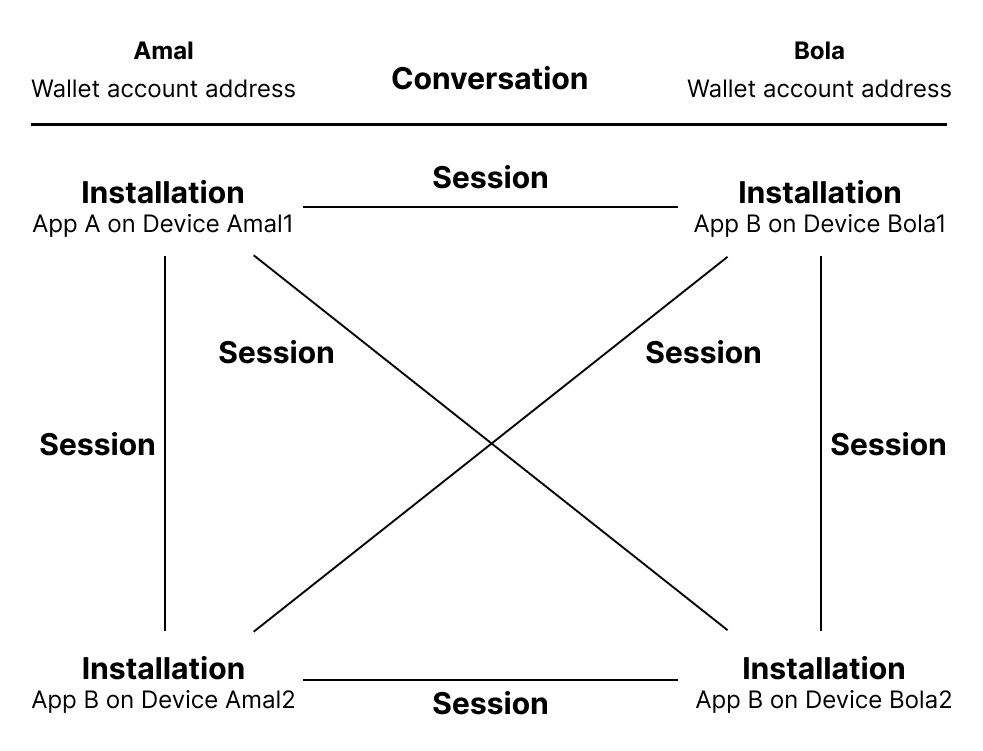 Amal
Wallet account address
Conversation
Bola
Wallet account address
Installation
App A on Device Amal1
Session
Installation
App B on Device Bola1
Session
Session
Session
Session
Installation
App B on Device Amal2
Session
Installation
App B on Device Bola2